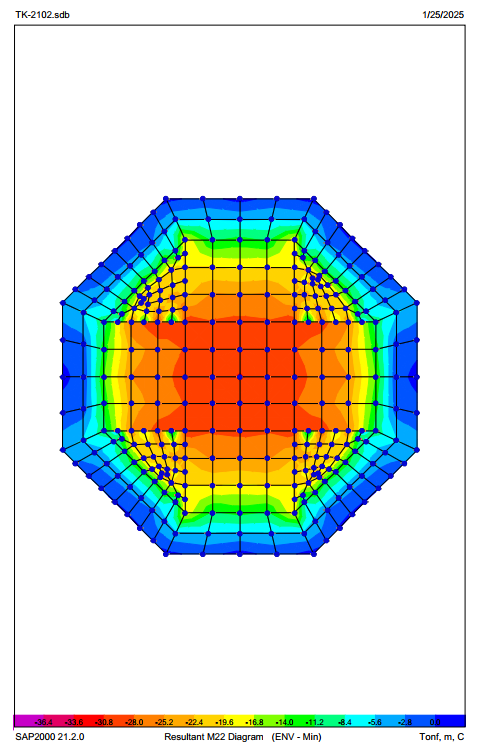 TK-2102.sdb 1/25/2025
-36.4 -33.6 -30.8 -28.0 -25.2 -22.4 -19.6 -16.8 -14.0 -11.2 -8.4 -5.6 -2.8 0.0
SAP2000 21.2.0 Resultant M22 Diagram (ENV - Min) Tonf, m, C